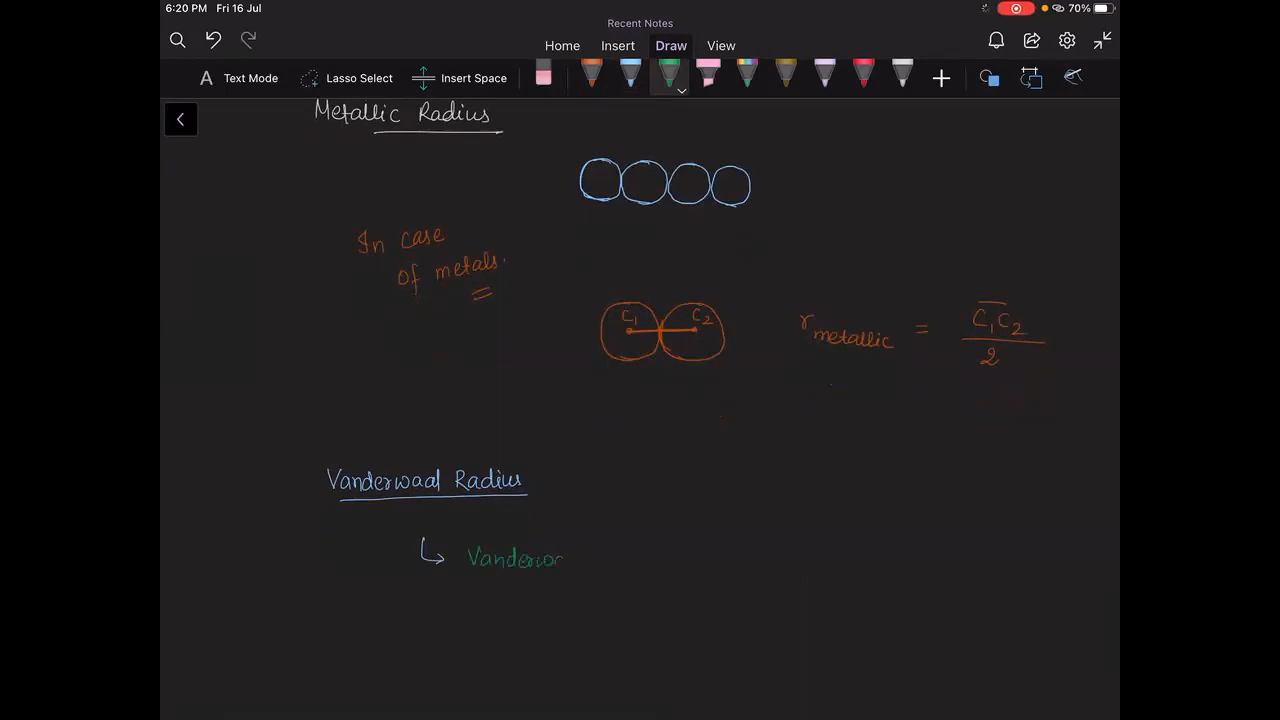 6:20 PM Fri 16 Jul
70%
Recent Notes
Home Insert Draw View
A Text Mode Lasso Select Insert Space
Metallic Radius
In case
of metals.
C1 C2
r metallic = C1C2
2
Vanderwaal Radius